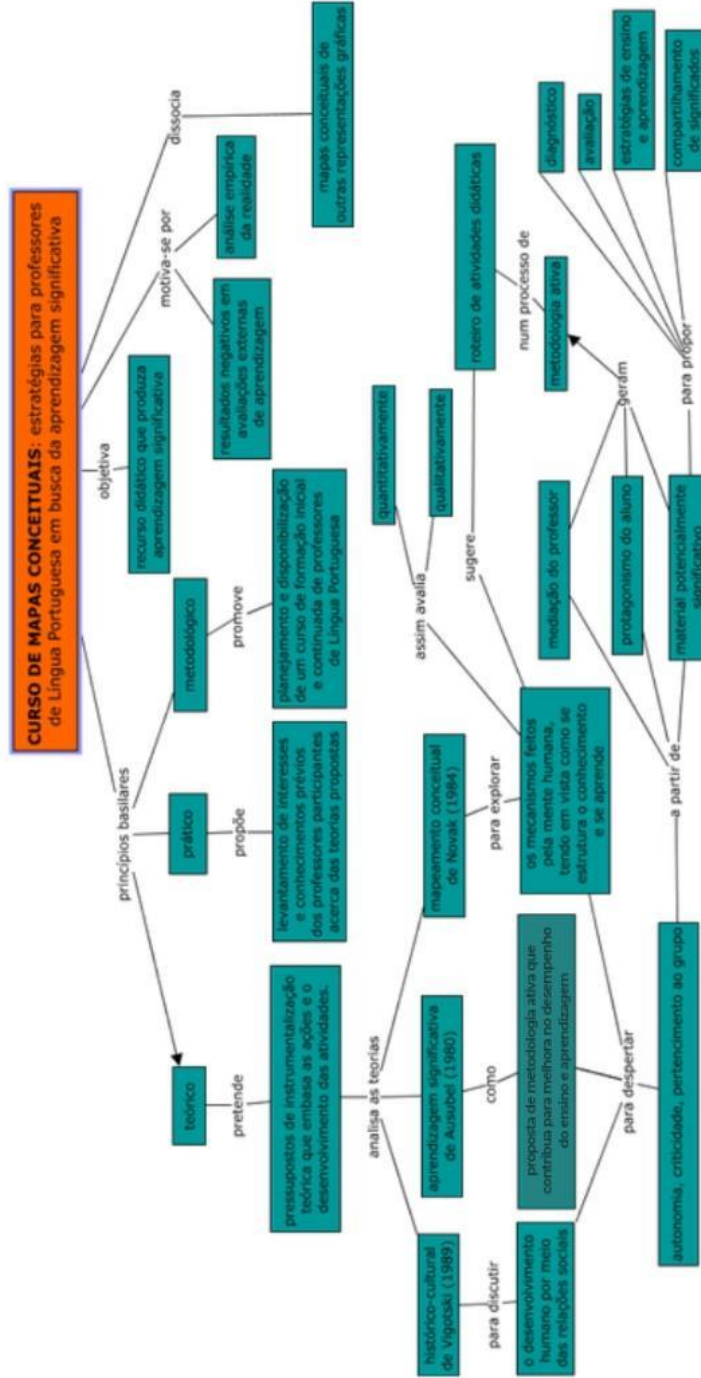 CURSO DE MAPAS CONCEITUAIS: estratégias para professores
de Língua Portuguesa em busca da aprendizagem significativa
princípios basilares
objetiva
motiva-se por
dissocia
teórico
prático
metodológico
recurso didático que produza
aprendizagem significativa
resultados negativos em
avaliações externas
de aprendizagem
análise empírica
da realidade
mapas conceituais de
outras representações gráficas
pretende
propõe
promove
pressupostos de instrumentalização
teórica que embasa as ações e o
desenvolvimento das atividades.
levantamento de interesses
e conhecimentos prévios
dos professores participantes
acerca das teorias propostas
planejamento e disponibilização
de um curso de formação inicial
e continuada de professores
de Língua Portuguesa
analisa as teorias
histórico-cultural
de Vigotski (1989)
aprendizagem significativa
de Ausubel (1980)
mapeamento conceitual
de Novak (1984)
para discutir
como
para explorar
o desenvolvimento
humano por meio
das relações sociais
proposta de metodologia ativa que
contribua para melhora no desempenho
do ensino e aprendizagem
os mecanismos feitos
pela mente humana,
tendo em vista como se
estrutura o conhecimento
e se aprende
assim avalia
quantitativamente
qualitativamente
sugere
roteiro de atividades didáticas
num processo de
metodologia ativa
para despertar
autonomia, criticidade, pertencimento ao grupo
a partir de
mediação do professor
protagonismo do aluno
material potencialmente
significativo
geram
para propor
diagnóstico
avaliação
estratégias de ensino
e aprendizagem
compartilhamento
de significados